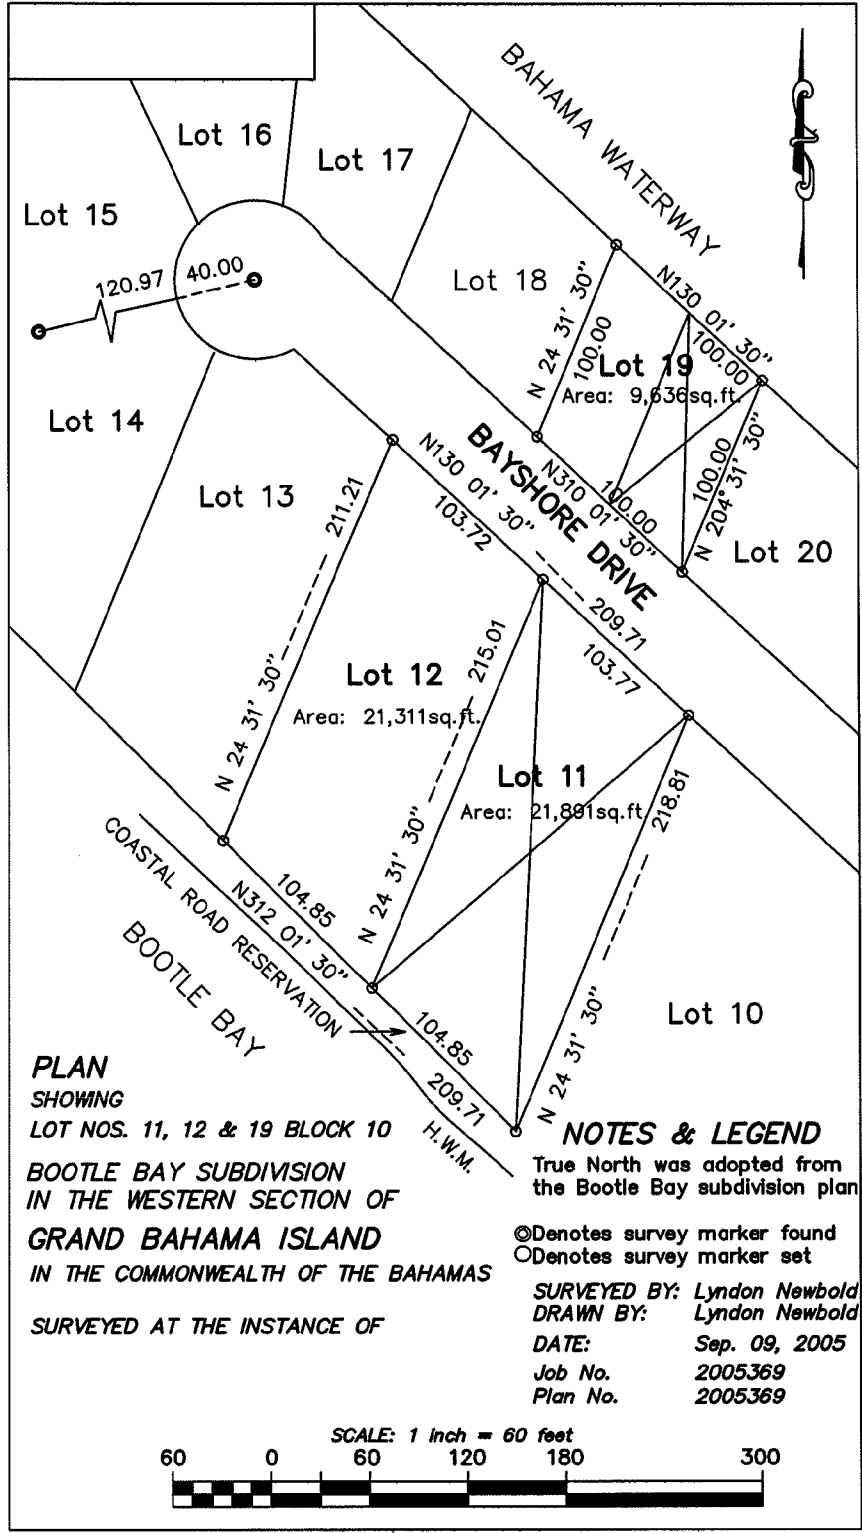 BAHAMA WATERWAY
Lot 16
Lot 17
Lot 15
Lot 18
120.97
40.00
N130 01' 30"
100.00
N 24 31' 30"
100.00
Lot 19
Area: 9,636sq.ft.
100.00
N 204° 31' 30"
N310 01' 30"
100.00
Lot 20
Lot 14
Lot 13
BAYSHORE DRIVE
N130 01' 30"
103.72
209.71
103.77
N 24 31' 30"
211.21
Lot 12
Area: 21,311sq.ft.
N 24 31' 30"
215.01
Lot 11
Area: 21,891sq.ft.
N 24 31' 30"
218.81
Lot 10
104.85
N312 01' 30"
104.85
209.71
COASTAL ROAD RESERVATION
BOOTLE BAY
H.W.M.
PLAN
SHOWING
LOT NOS. 11, 12 & 19 BLOCK 10
BOOTLE BAY SUBDIVISION
IN THE WESTERN SECTION OF
GRAND BAHAMA ISLAND
IN THE COMMONWEALTH OF THE BAHAMAS
SURVEYED AT THE INSTANCE OF
NOTES & LEGEND
True North was adopted from
the Bootle Bay subdivision plan
Denotes survey marker found
Denotes survey marker set
SURVEYED BY: Lyndon Newbold
DRAWN BY: Lyndon Newbold
DATE: Sep. 09, 2005
Job No. 2005369
Plan No. 2005369
SCALE: 1 inch = 60 feet
60 0 60 120 180 300